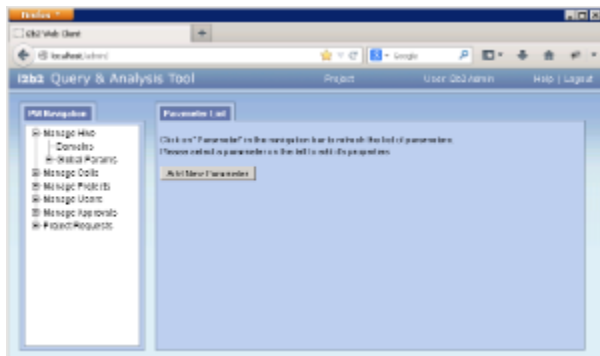 Firefox
i2b2 Web Client
localhost/admin/
Google
i2b2 Query & Analysis Tool
Project
User: i2b2 Admin
Help | Logout
PM Navigation
Manage Hive
Domains
Global Params
Manage Cells
Manage Projects
Manage Users
Manage Approvals
Project Requests
Parameter List
Click on "Parameter" in the navigation bar to refresh the list of parameters.
Please select a parameter on the left to edit its properties
Add New Parameter